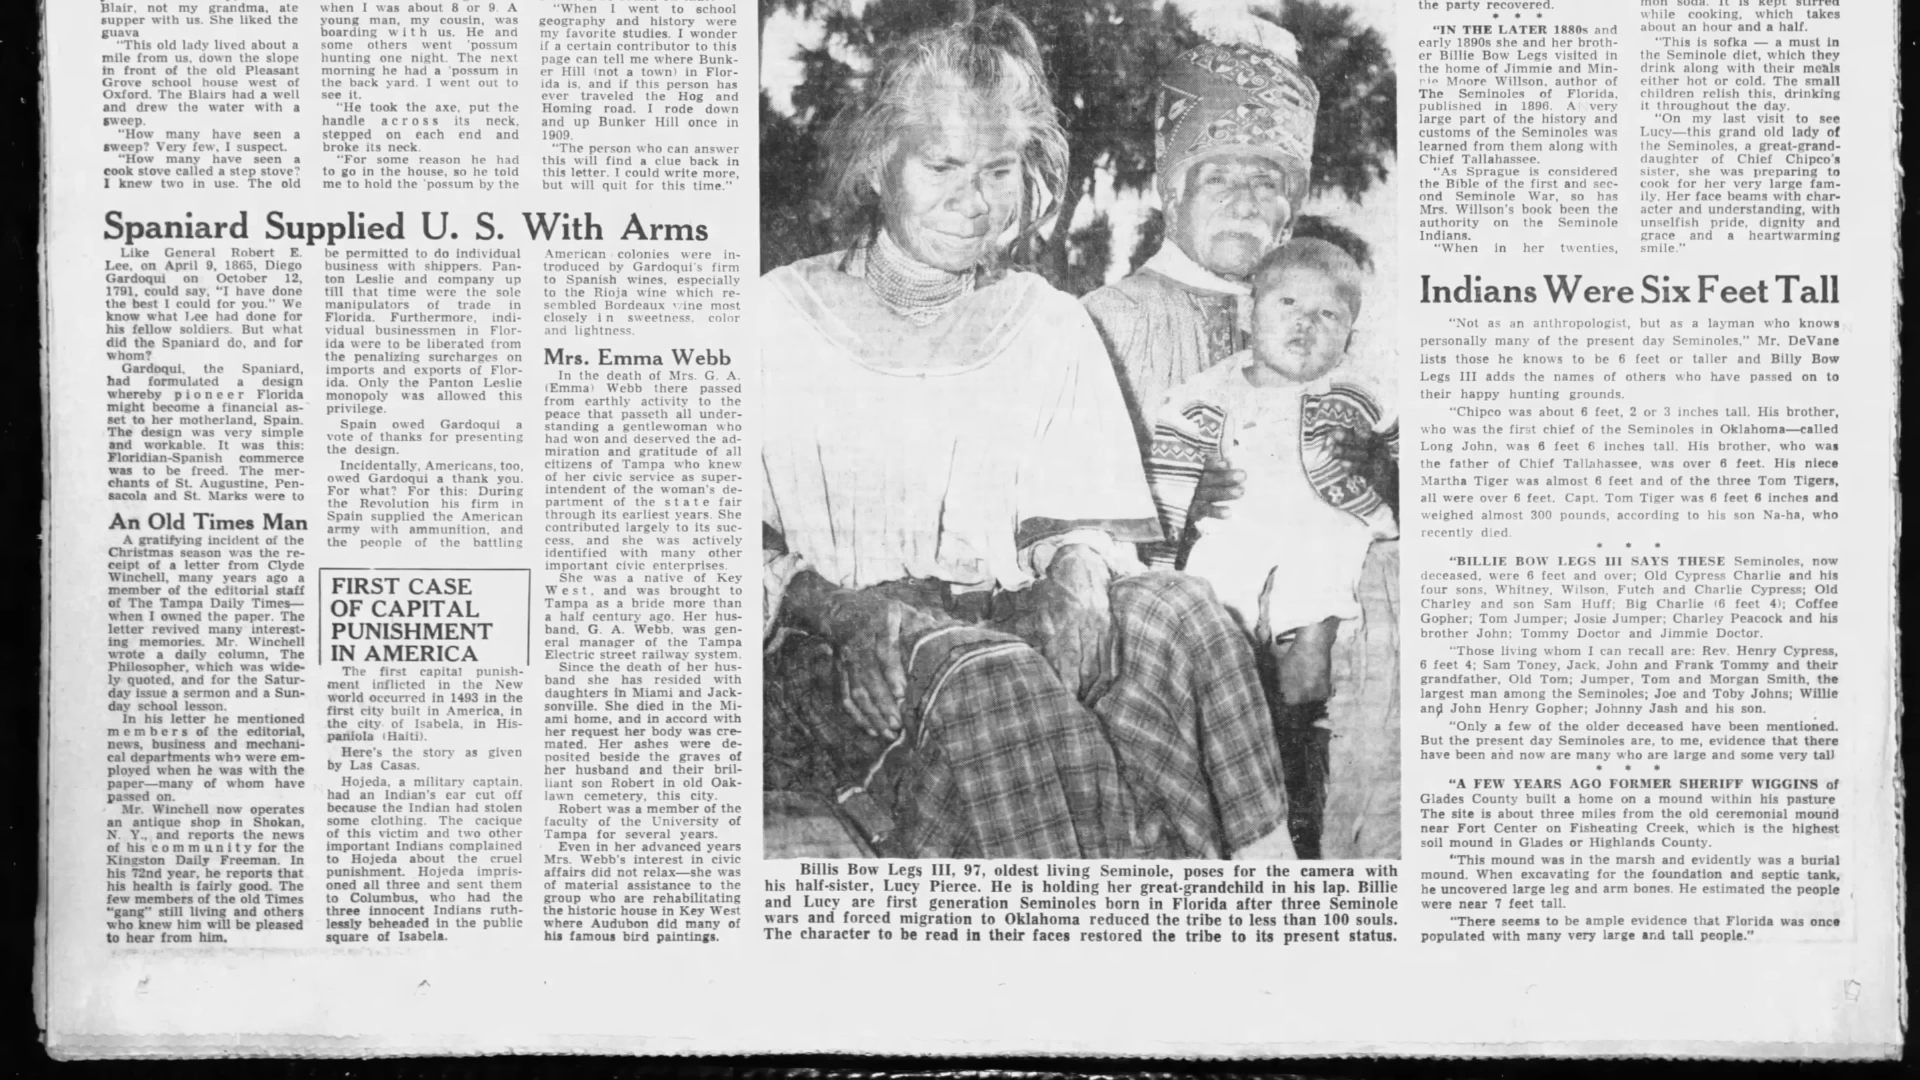 Blair, not my grandma, ate
supper with us. She liked the
guava
"This old lady lived about a
mile from us, down the slope
in front of the old Pleasant
Grove school house west of
Oxford. The Blairs had a well
and drew the water with a
sweep.
"How many have seen a
sweep? Very few, I suspect.
"How many have seen a
cook stove called a step stove?
I knew two in use. The old
when I was about 8 or 9. A
young man, my cousin, was
boarding with us. He and
some others went 'possum
hunting one night. The next
morning he had a 'possum in
the back yard. I went out to
see it.
"He took the axe, put the
handle across its neck,
stepped on each end and
broke its neck.
"For some reason he had
to go in the house, so he told
me to hold the 'possum by the
"When I went to school
geography and history were
my favorite studies. I wonder
if a certain contributor to this
page can tell me where Bunk-
er Hill (not a town) in Flor-
ida is, and if this person has
ever traveled the Hog and
Homing road. I rode down
and up Bunker Hill once in
1909.
"The person who can answer
this will find a clue back in
this letter. I could write more,
but will quit for this time."
Spaniard Supplied U. S. With Arms
Like General Robert E.
Lee, on April 9, 1865, Diego
Gardoqui on October 12,
1791, could say, "I have done
the best I could for you." We
know what Lee had done for
his fellow soldiers. But what
did the Spaniard do, and for
whom?
Gardoqui, the Spaniard,
had formulated a design
whereby pioneer Florida
might become a financial as-
set to her motherland, Spain.
The design was very simple
and workable. It was this:
Floridian-Spanish commerce
was to be freed. The mer-
chants of St. Augustine, Pen-
sacola and St. Marks were to
be permitted to do individual
business with shippers. Pan-
ton Leslie and company up
till that time were the sole
manipulators of trade in
Florida. Furthermore, indi-
vidual businessmen in Flor-
ida were to be liberated from
the penalizing surcharges on
imports and exports of Flor-
ida. Only the Panton Leslie
monopoly was allowed this
privilege.
Spain owed Gardoqui a
vote of thanks for presenting
the design.
Incidentally, Americans, too,
owed Gardoqui a thank you.
For what? For this: During
the Revolution his firm in
Spain supplied the American
army with ammunition, and
the people of the battling
American colonies were in-
troduced by Gardoqui's firm
to Spanish wines, especially
to the Rioja wine which re-
sembled Bordeaux wine most
closely in sweetness, color
and lightness.
An Old Times Man
A gratifying incident of the
Christmas season was the re-
ceipt of a letter from Clyde
Winchell, many years ago a
member of the editorial staff
of The Tampa Daily Times—
when I owned the paper. The
letter revived many interest-
ing memories. Mr. Winchell
wrote a daily column, The
Philosopher, which was wide-
ly quoted, and for the Satur-
day issue a sermon and a Sun-
day school lesson.
In his letter he mentioned
members of the editorial,
news, business and mechani-
cal departments who were em-
ployed when he was with the
paper—many of whom have
passed on.
Mr. Winchell now operates
an antique shop in Shokan,
N. Y., and reports the news
of his community for the
Kingston Daily Freeman. In
his 72nd year, he reports that
his health is fairly good. The
few members of the old Times
"gang" still living and others
who knew him will be pleased
to hear from him.
FIRST CASE
OF CAPITAL
PUNISHMENT
IN AMERICA
The first capital punish-
ment inflicted in the New
world occurred in 1493 in the
first city built in America, in
the city of Isabela, in His-
paniola (Haiti).
Here's the story as given
by Las Casas.
Hojeda, a military captain,
had an Indian's ear cut off
because the Indian had stolen
some clothing. The cacique
of this victim and two other
important Indians complained
to Hojeda about the cruel
punishment. Hojeda impris-
oned all three and sent them
to Columbus, who had the
three innocent Indians ruth-
lessly beheaded in the public
square of Isabela.
Mrs. Emma Webb
In the death of Mrs. G. A.
(Emma) Webb there passed
from earthly activity to the
peace that passeth all under-
standing a gentlewoman who
had won and deserved the ad-
miration and gratitude of all
citizens of Tampa who knew
of her civic service as super-
intendent of the woman's de-
partment of the state fair
through its earliest years. She
contributed largely to its suc-
cess, and she was actively
identified with many other
important civic enterprises.
She was a native of Key
West, and was brought to
Tampa as a bride more than
a half century ago. Her hus-
band, G. A. Webb, was gen-
eral manager of the Tampa
Electric street railway system.
Since the death of her hus-
band she has resided with
daughters in Miami and Jack-
sonville. She died in the Mi-
ami home, and in accord with
her request her body was cre-
mated. Her ashes were de-
posited beside the graves of
her husband and their bril-
liant son Robert in old Oak-
lawn cemetery, this city.
Robert was a member of the
faculty of the University of
Tampa for several years.
Even in her advanced years
Mrs. Webb's interest in civic
affairs did not relax—she was
of material assistance to the
group who are rehabilitating
the historic house in Key West
where Audubon did many of
his famous bird paintings.
Billis Bow Legs III, 97, oldest living Seminole, poses for the camera with
his half-sister, Lucy Pierce. He is holding her great-grandchild in his lap. Billie
and Lucy are first generation Seminoles born in Florida after three Seminole
wars and forced migration to Oklahoma reduced the tribe to less than 100 souls.
The character to be read in their faces restored the tribe to its present status.
the party recovered.
* * *
"IN THE LATER 1880s and
early 1890s she and her broth-
er Billie Bow Legs visited in
the home of Jimmie and Min-
nie Moore Willson, author of
The Seminoles of Florida,
published in 1896. A very
large part of the history and
customs of the Seminoles was
learned from them along with
Chief Tallahassee.
"As Sprague is considered
the Bible of the first and sec-
ond Seminole War, so has
Mrs. Willson's book been the
authority on the Seminole
Indians.
"When in her twenties,
mon soda. It is kept stirred
while cooking, which takes
about an hour and a half.
"This is sofka — a must in
the Seminole diet, which they
drink along with their meals
either hot or cold. The small
children relish this, drinking
it throughout the day.
"On my last visit to see
Lucy—this grand old lady of
the Seminoles, a great-grand-
daughter of Chief Chipco's
sister, she was preparing to
cook for her very large fam-
ily. Her face beams with char-
acter and understanding, with
unselfish pride, dignity and
grace and a heartwarming
smile."
Indians Were Six Feet Tall
"Not as an anthropologist, but as a layman who knows
personally many of the present day Seminoles," Mr. DeVane
lists those he knows to be 6 feet or taller and Billy Bow
Legs III adds the names of others who have passed on to
their happy hunting grounds.
"Chipco was about 6 feet, 2 or 3 inches tall. His brother,
who was the first chief of the Seminoles in Oklahoma—called
Long John, was 6 feet 6 inches tall. His brother, who was
the father of Chief Tallahassee, was over 6 feet. His niece
Martha Tiger was almost 6 feet and of the three Tom Tigers,
all were over 6 feet. Capt. Tom Tiger was 6 feet 6 inches and
weighed almost 300 pounds, according to his son Na-ha, who
recently died.
* * *
"BILLIE BOW LEGS III SAYS THESE Seminoles, now
deceased, were 6 feet and over; Old Cypress Charlie and his
four sons, Whitney, Wilson, Futch and Charlie Cypress; Old
Charley and son Sam Huff; Big Charlie (6 feet 4); Coffee
Gopher; Tom Jumper; Josie Jumper; Charley Peacock and his
brother John; Tommy Doctor and Jimmie Doctor.
"Those living whom I can recall are: Rev. Henry Cypress,
6 feet 4; Sam Toney, Jack, John and Frank Tommy and their
grandfather, Old Tom; Jumper, Tom and Morgan Smith, the
largest man among the Seminoles; Joe and Toby Johns; Willie
and John Henry Gopher; Johnny Jash and his son.
"Only a few of the older deceased have been mentioned.
But the present day Seminoles are, to me, evidence that there
have been and now are many who are large and some very tall
* * *
"A FEW YEARS AGO FORMER SHERIFF WIGGINS of
Glades County built a home on a mound within his pasture
The site is about three miles from the old ceremonial mound
near Fort Center on Fisheating Creek, which is the highest
soil mound in Glades or Highlands County.
"This mound was in the marsh and evidently was a burial
mound. When excavating for the foundation and septic tank,
he uncovered large leg and arm bones. He estimated the people
were near 7 feet tall.
"There seems to be ample evidence that Florida was once
populated with many very large and tall people."